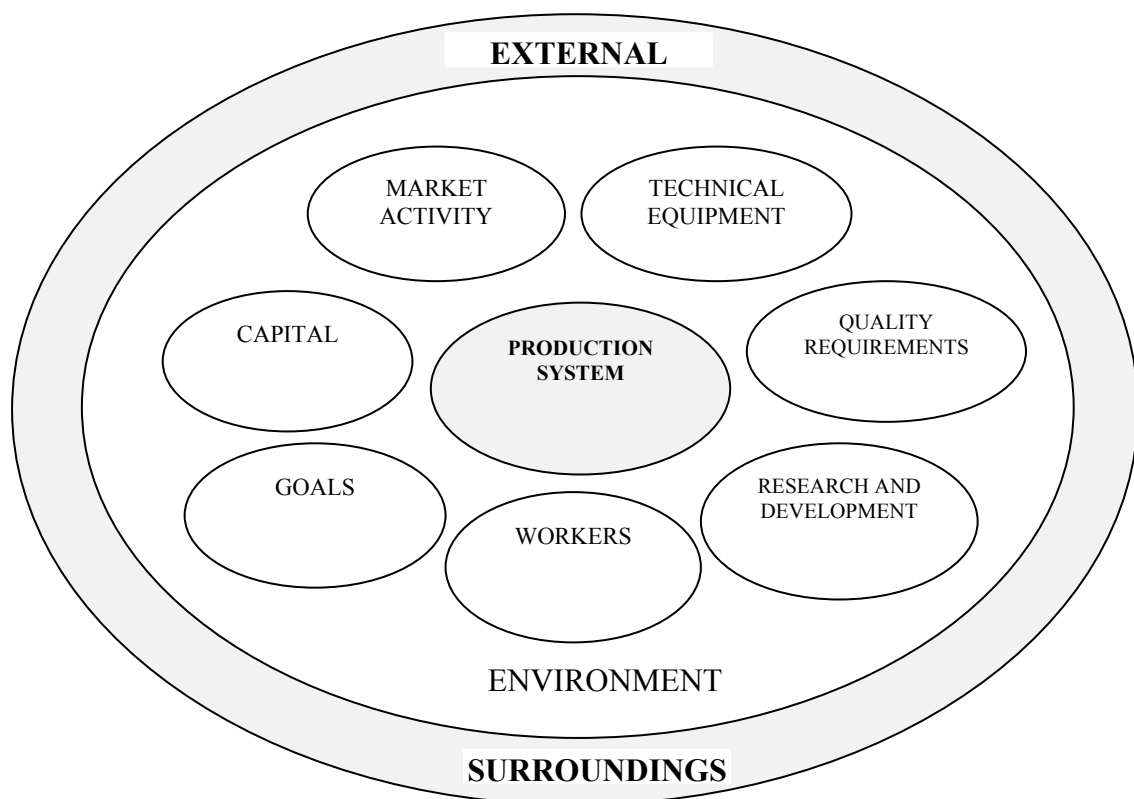 EXTERNAL
MARKET
ACTIVITY
TECHNICAL
EQUIPMENT
CAPITAL
PRODUCTION
SYSTEM
QUALITY
REQUIREMENTS
GOALS
WORKERS
RESEARCH AND
DEVELOPMENT
ENVIRONMENT
SURROUNDINGS